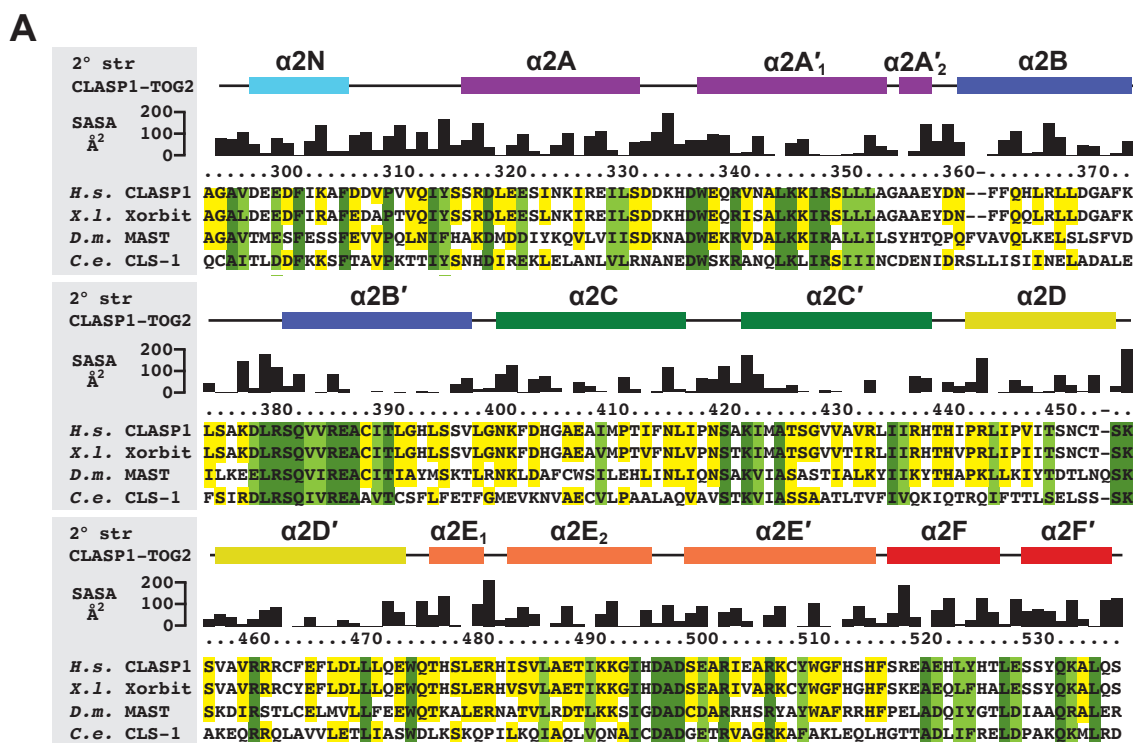 A
2° str
CLASP1-TOG2
α2N α2A α2A′1 α2A′2 α2B
SASA Å2
200
100
0
......300.......310.......320.......330.......340.......350.......360-........370..
H.s. CLASP1 AGAVDEEDFIKAFDDVPVVQIYSSRDLEESINKIREILSDDKHDWEQRVNALKKIRSLLLAGAAEYDN--FFQHLRLLDGAFK
X.l. Xorbit AGALDEEDFIRAFEDAPTVQIYSSRDLEESLNKIREILSDDKHDWEQRISALKKIRSLLLAGAAEYDN--FFQQLRLLDGAFK
D.m. MAST AGAVTMESFESSFEVVPQLNIFHAKDMDDIYKQVLVIISDKNADWEKRVDALKKIRALLILSYHTQPQFVAVQLKELSLSFVD
C.e. CLS-1 QCAITLDDFKKSFTAVPKTTIYSNHDIREKLELANLVLRNANEDWSKRANQLKLIRSIIINCDENIDRSLLISIINELADALE
2° str
CLASP1-TOG2
α2B′ α2C α2C′ α2D
SASA Å2
200
100
0
.....380.......390.......400.......410.......420.......430.......440.......450..-..
H.s. CLASP1 LSAKDLRSQVVREACITLGHLSSVLGNKFDHGAEAIMPTIFNLIPNSAKIMATSGVVAVRLIIRHTHIPRLIPVITSNCT-SK
X.l. Xorbit LSAKDLRSQVVREACITLGHLSSVLGNKFDHGAEAVMPTVFNLVPNSTKIMATSGVVTIRLIIRHTHVPRLIPIITSNCT-SK
D.m. MAST ILKEELRSQVIREACITIAYMSKTLRNKLDAFCWSILEHLINLIQNSAKVIASASTIALKYIIKYTHAPKLLKIYTDTLNQSK
C.e. CLS-1 FSIRDLRSQIVREAAVTCSFLFETFGMEVKNVAECVLPAALAQVAVSTKVIASSAATLTVFIVQKIQTRQIFTTLSELSS-SK
2° str
CLASP1-TOG2
α2D′ α2E1 α2E2 α2E′ α2F α2F′
SASA Å2
200
100
0
...460.......470.......480.......490.......500.......510.......520.......530......
H.s. CLASP1 SVAVRRRCFEFLDLLLQEWQTHSLERHISVLAETIKKGIHDADSEARIEARKCYWGFHSHFSREAEHLYHTLESSYQKALQS
X.l. Xorbit SVAVRRRCYEFLDLLLQEWQTHSLERHVSVLAETIKKGIHDADSEARIVARKCYWGFHGHFSKEAEQLFHALESSYQKALQS
D.m. MAST SKDIRSTLCELMVLLFEEWQTKALERNATVLRDTLKKSIGDADCDARRHSRYAYWAFRRHFPELADQIYGTLDIAAQRALER
C.e. CLS-1 AKEQRRQLAVVLETLIASWDLKSKQPILKQIAQLVQNAICDADGETRVAGRKAFAKLEQLHGTTADLIFRELDPAKQKMLRD